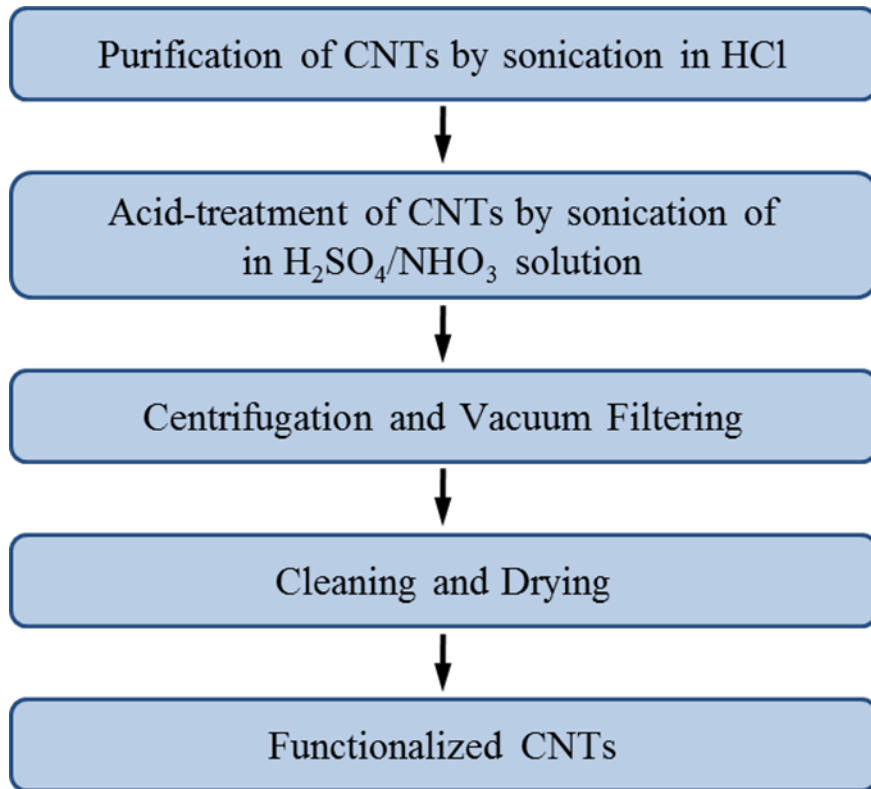 Purification of CNTs by sonication in HCl
Acid-treatment of CNTs by sonication of
in H₂SO₄/NHO₃ solution
Centrifugation and Vacuum Filtering
Cleaning and Drying
Functionalized CNTs